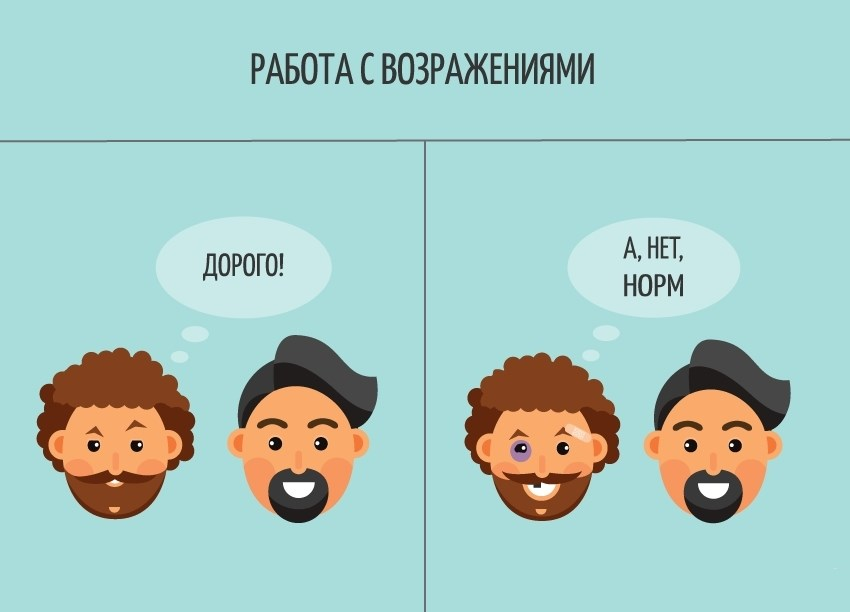 РАБОТА С ВОЗРАЖЕНИЯМИ
ДОРОГО!
А, НЕТ,
НОРМ